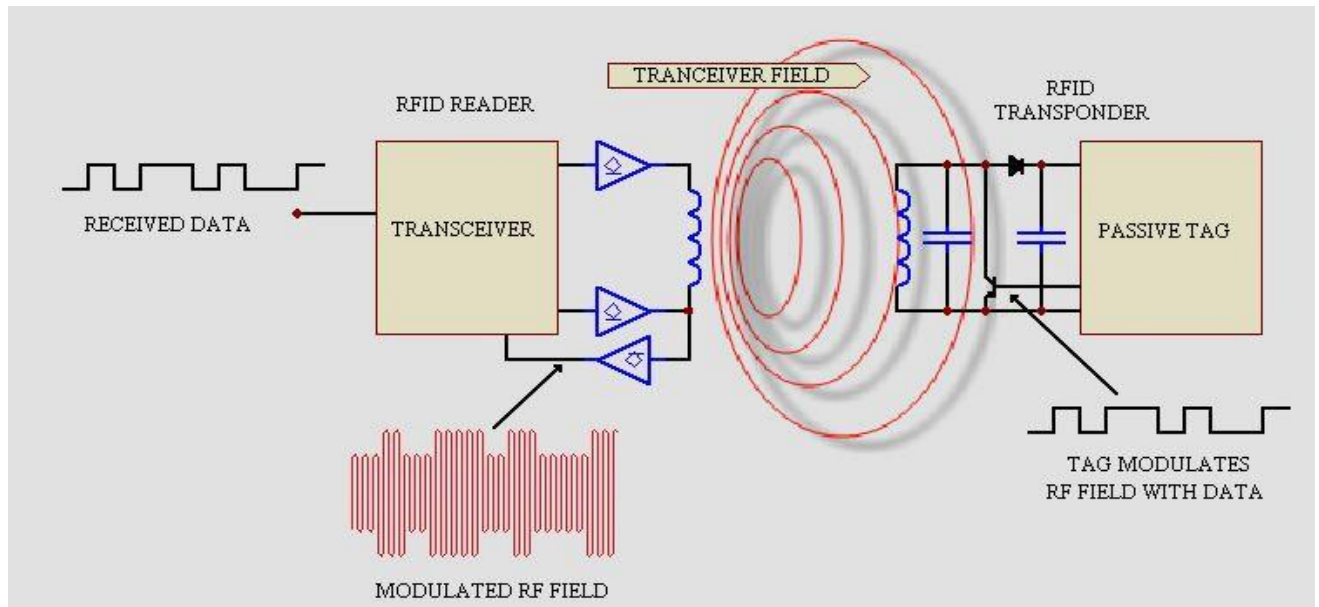 TRANCEIVER FIELD
RFID READER
RFID
TRANSPONDER
RECEIVED DATA
TRANSCEIVER
PASSIVE TAG
TAG MODULATES
RF FIELD WITH DATA
MODULATED RF FIELD